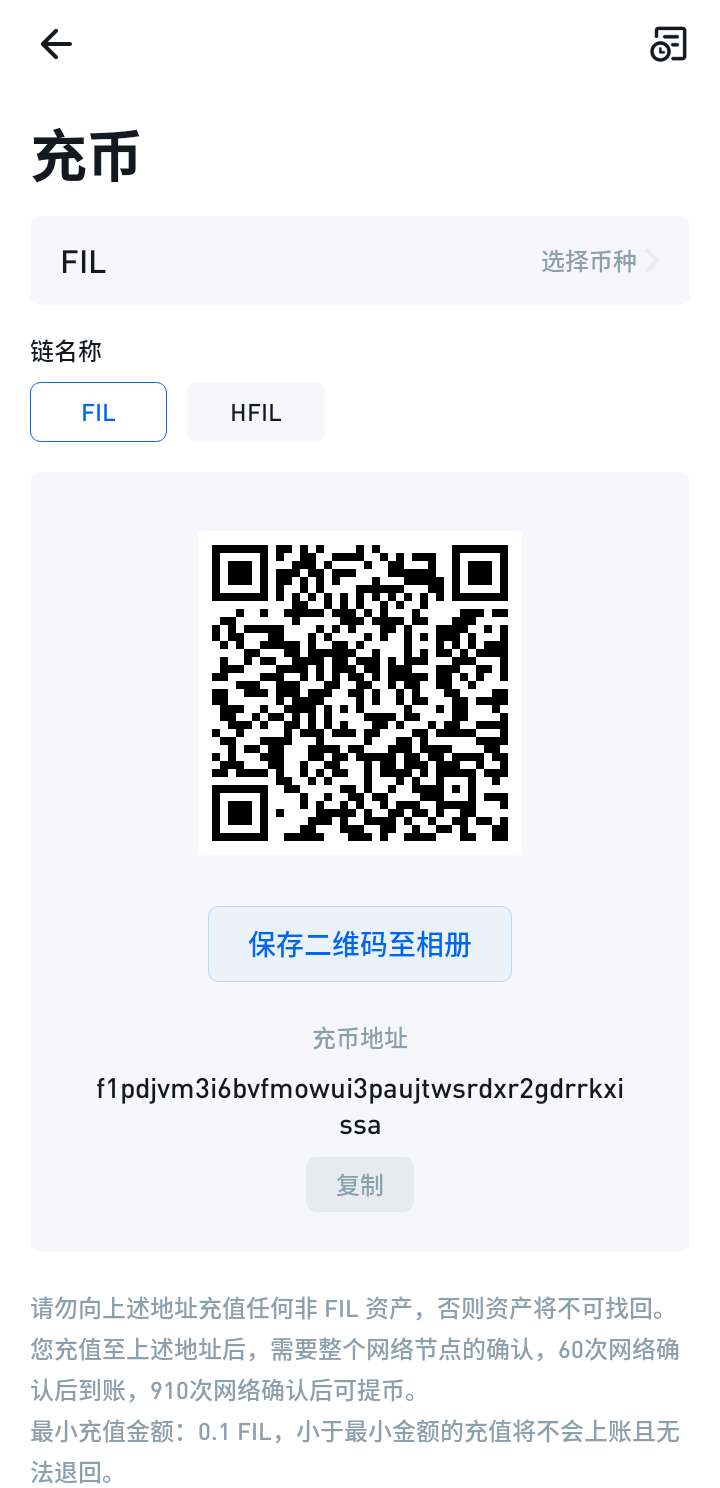 充币
FIL
选择币种
链名称
FIL
HFIL
保存二维码至相册
充币地址
f1pdjvm3i6bvfmowui3paujtwsrdxr2gdrrkxi
ssa
复制
请勿向上述地址充值任何非 FIL 资产，否则资产将不可找回。
您充值至上述地址后，需要整个网络节点的确认，60次网络确
认后到账，910次网络确认后可提币。
最小充值金额：0.1 FIL，小于最小金额的充值将不会上账且无
法退回。